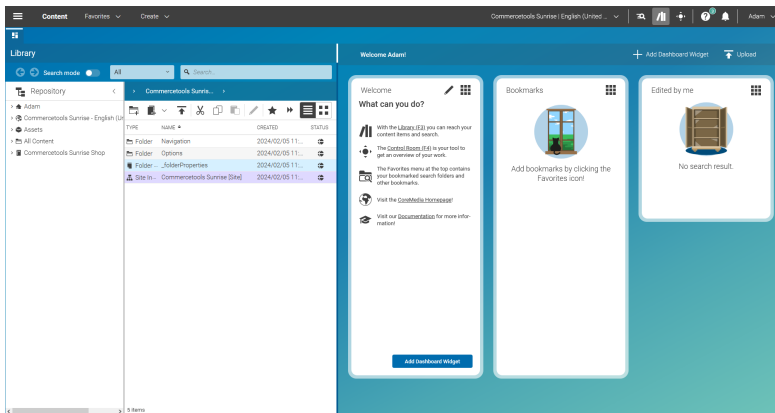 Content
Favorites
Create
Commercetools Sunrise | English (United ...
Adam
Library
Welcome Adam!
Add Dashboard Widget
Upload
Search mode
All
Search...
Repository
Commercetools Sunris...
Adam
Commercetools Sunrise - English (Un
Assets
All Content
Commercetools Sunrise Shop
TYPE NAME CREATED STATUS
Folder Navigation 2024/02/05 11:...
Folder Options 2024/02/05 11:...
Folder ... _folderProperties 2024/02/05 11:...
Site In... Commercetools Sunrise [Site] 2024/02/05 11:...
5 items
Welcome
What can you do?
With the Library (F3) you can reach your
content items and search.
The Control Room (F4) is your tool to
get an overview of your work.
The Favorites menu at the top contains
your bookmarked search folders and
other bookmarks.
Visit the CoreMedia Homepage!
Visit our Documentation for more infor-
mation!
Add Dashboard Widget
Bookmarks
Add bookmarks by clicking the
Favorites icon!
Edited by me
No search result.